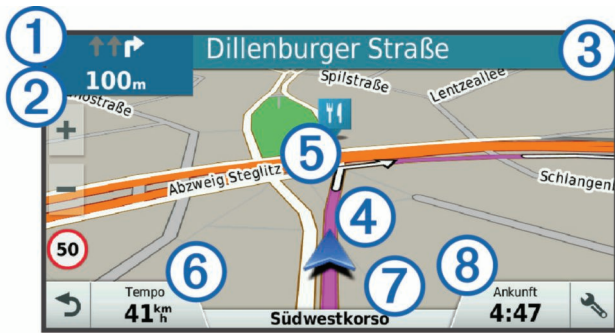 1
Dillenburger Straße
3
100m
2
Spilstraße
Lentzeallee
+
5
Abzweig Steglitz
Schlangen
4
50
6
7
8
Tempo
41 km/h
Südwestkorso
Ankunft
4:47